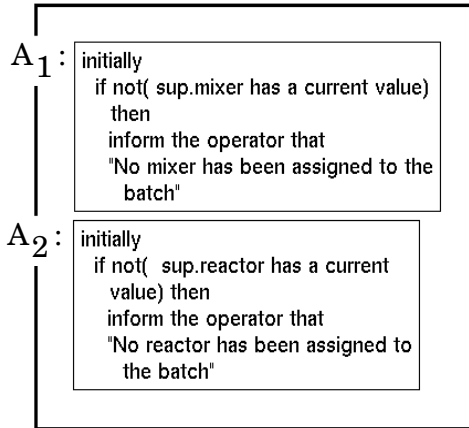 A1: initially
if not( sup.mixer has a current value)
then
inform the operator that
"No mixer has been assigned to the
batch"
A2: initially
if not( sup.reactor has a current
value) then
inform the operator that
"No reactor has been assigned to
the batch"